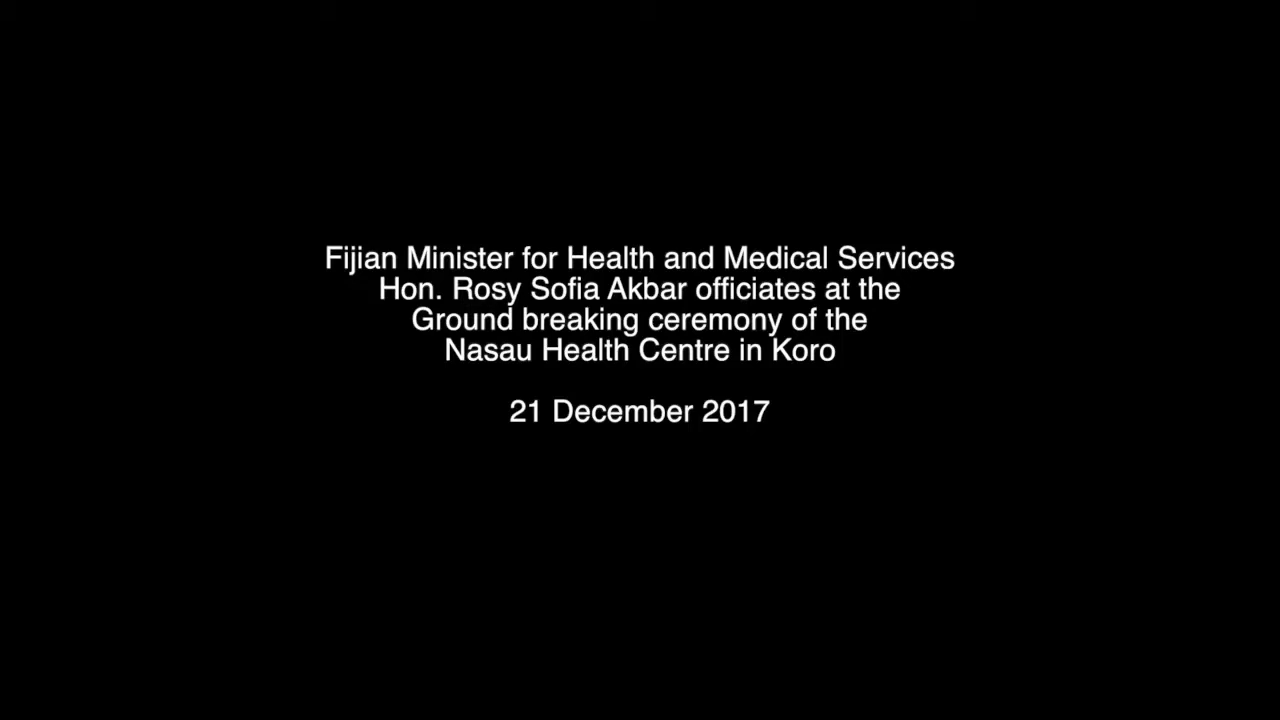 Fijian Minister for Health and Medical Services
Hon. Rosy Sofia Akbar officiates at the
Ground breaking ceremony of the
Nasau Health Centre in Koro
21 December 2017